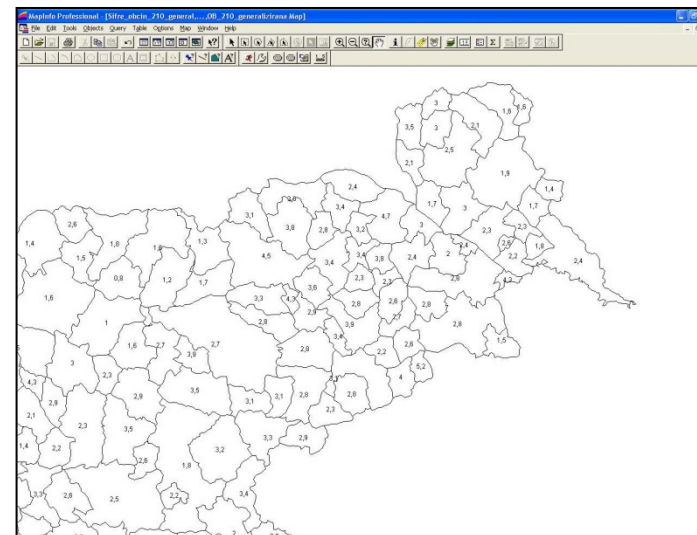 MapInfo Professional - [Sifre_obcin_210_general,...,OB_210_generalizirana Map]
File Edit Tools Objects Query Table Options Map Window Help
3 1,6 1,6
3,5 3 2,1
2,5
2,1 1,9
2,4 1,4
1,7 3 1,7
3,1 3,4 4,7
2,6 3,8 2,8 3,2 3 2,3 2,3
1,4 1,8 1,3 1,8
1,5 4,5 3,4 3,4 3,8 2,4 2 2,4 2,2 2,4
0,8 1,2 1,7 2,3 2,3
1,6 3,6
3,3 4,3 2,8 2,6 2,8
1 2,8 2,9 3,9 2,8
1,6 2,7 2,7 2,8 2,2 2,6 1,5
3 3,8 5,2
4,3 2,3 4
2,9 2,9 3,5 3,1 3,1 2,8 2,8
2,1 2,3 3,5 2,3
1,4 2,2 3,2 3,3 2,9
2,6 1,8
3,3 2,6 2,5 2,2 3,4
2